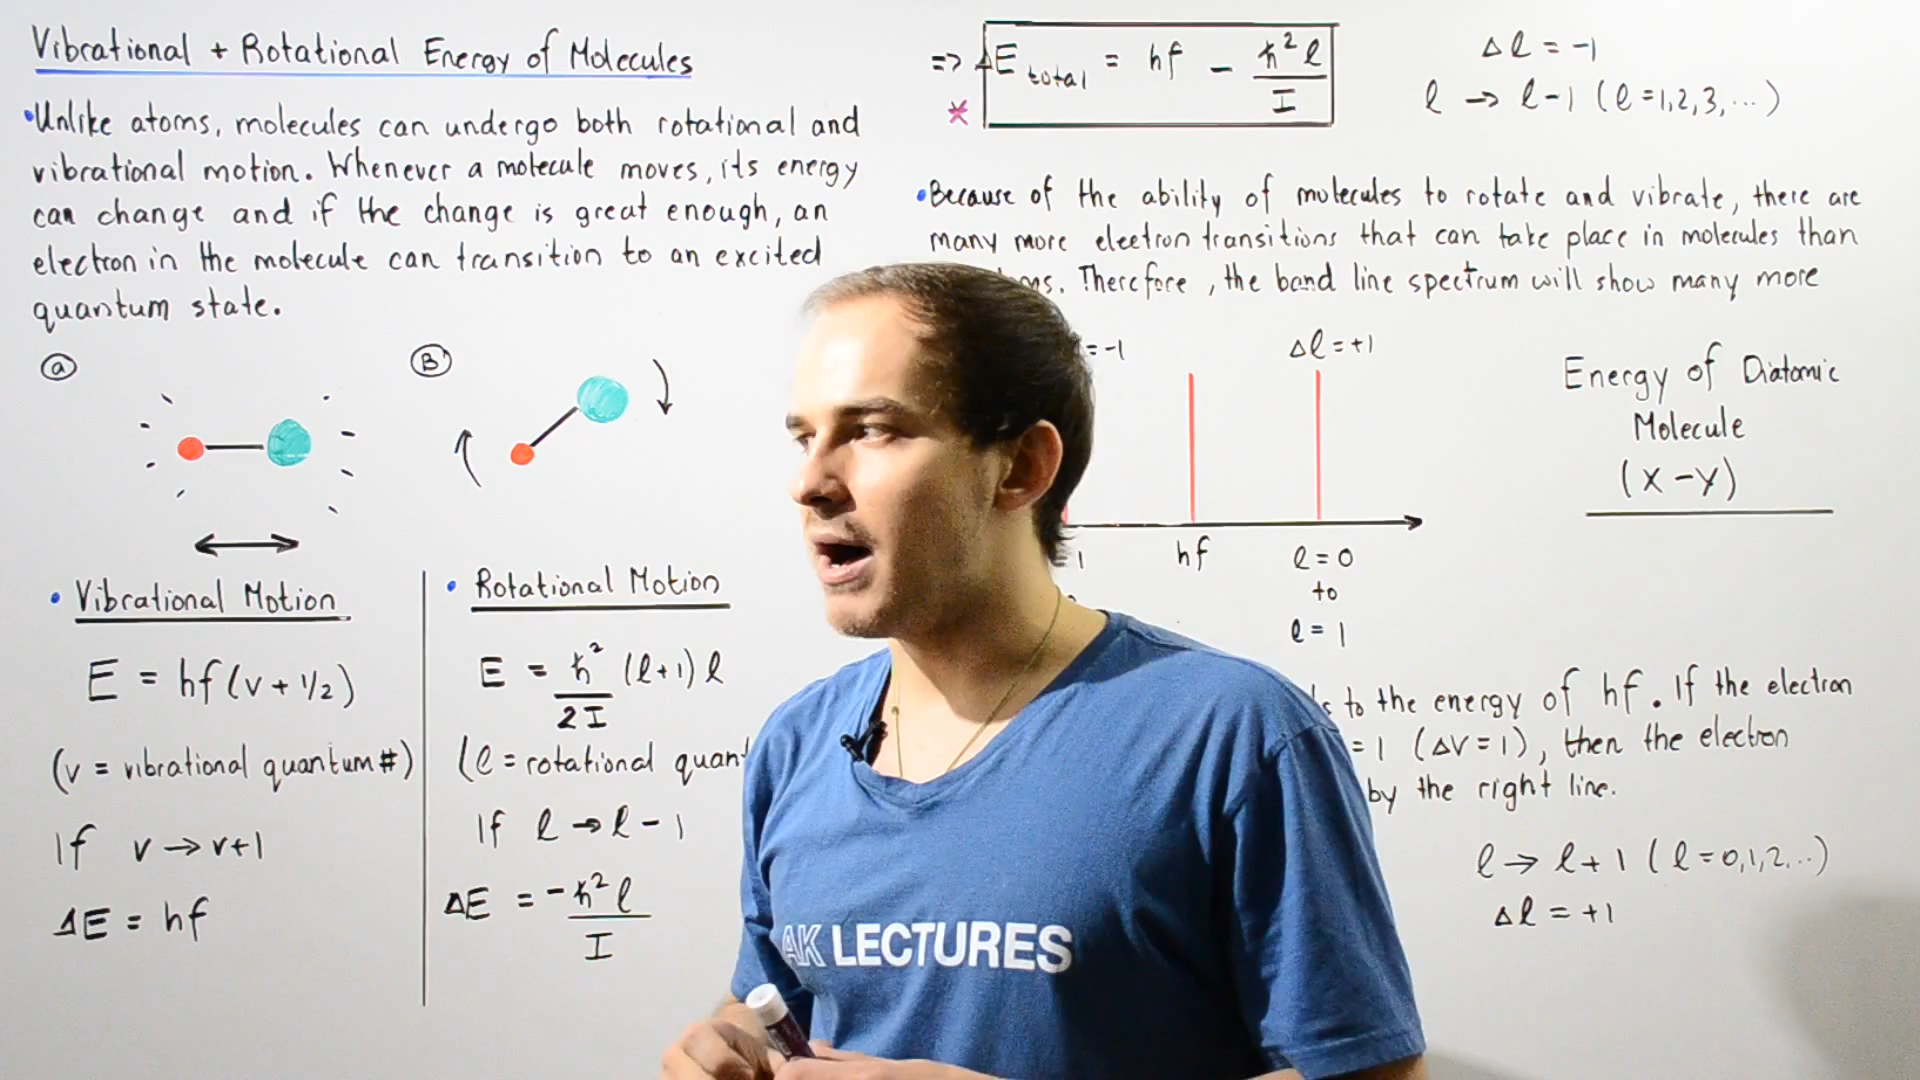 Vibrational + Rotational Energy of Molecules
•Unlike atoms, molecules can undergo both rotational and
vibrational motion. Whenever a molecule moves, its energy
can change and if the change is great enough, an
electron in the molecule can transition to an excited
quantum state.
a
B
• Vibrational Motion
E = hf(v + 1/2)
(v = vibrational quantum #)
If v → v+1
ΔE = hf
• Rotational Motion
E = ℏ²/2I (l+1) l
(l = rotational
If l → l - 1
ΔE = -ℏ²l/I
=> ΔE total = hf - ℏ²l/I
*
Δl = -1
l → l-1 (l = 1,2,3,...)
•Because of the ability of molecules to rotate and vibrate, there are
many more electron transitions that can take place in molecules than
Therefore, the band line spectrum will show many more
= -1
Δl = +1
1
hf
l = 0
to
l = 1
Energy of Diatomic
Molecule
(X - Y)
to the energy of hf. If the electron
= 1 (ΔV = 1), then the electron
by the right line.
l → l + 1 (l = 0,1,2...)
Δl = +1
AK LECTURES